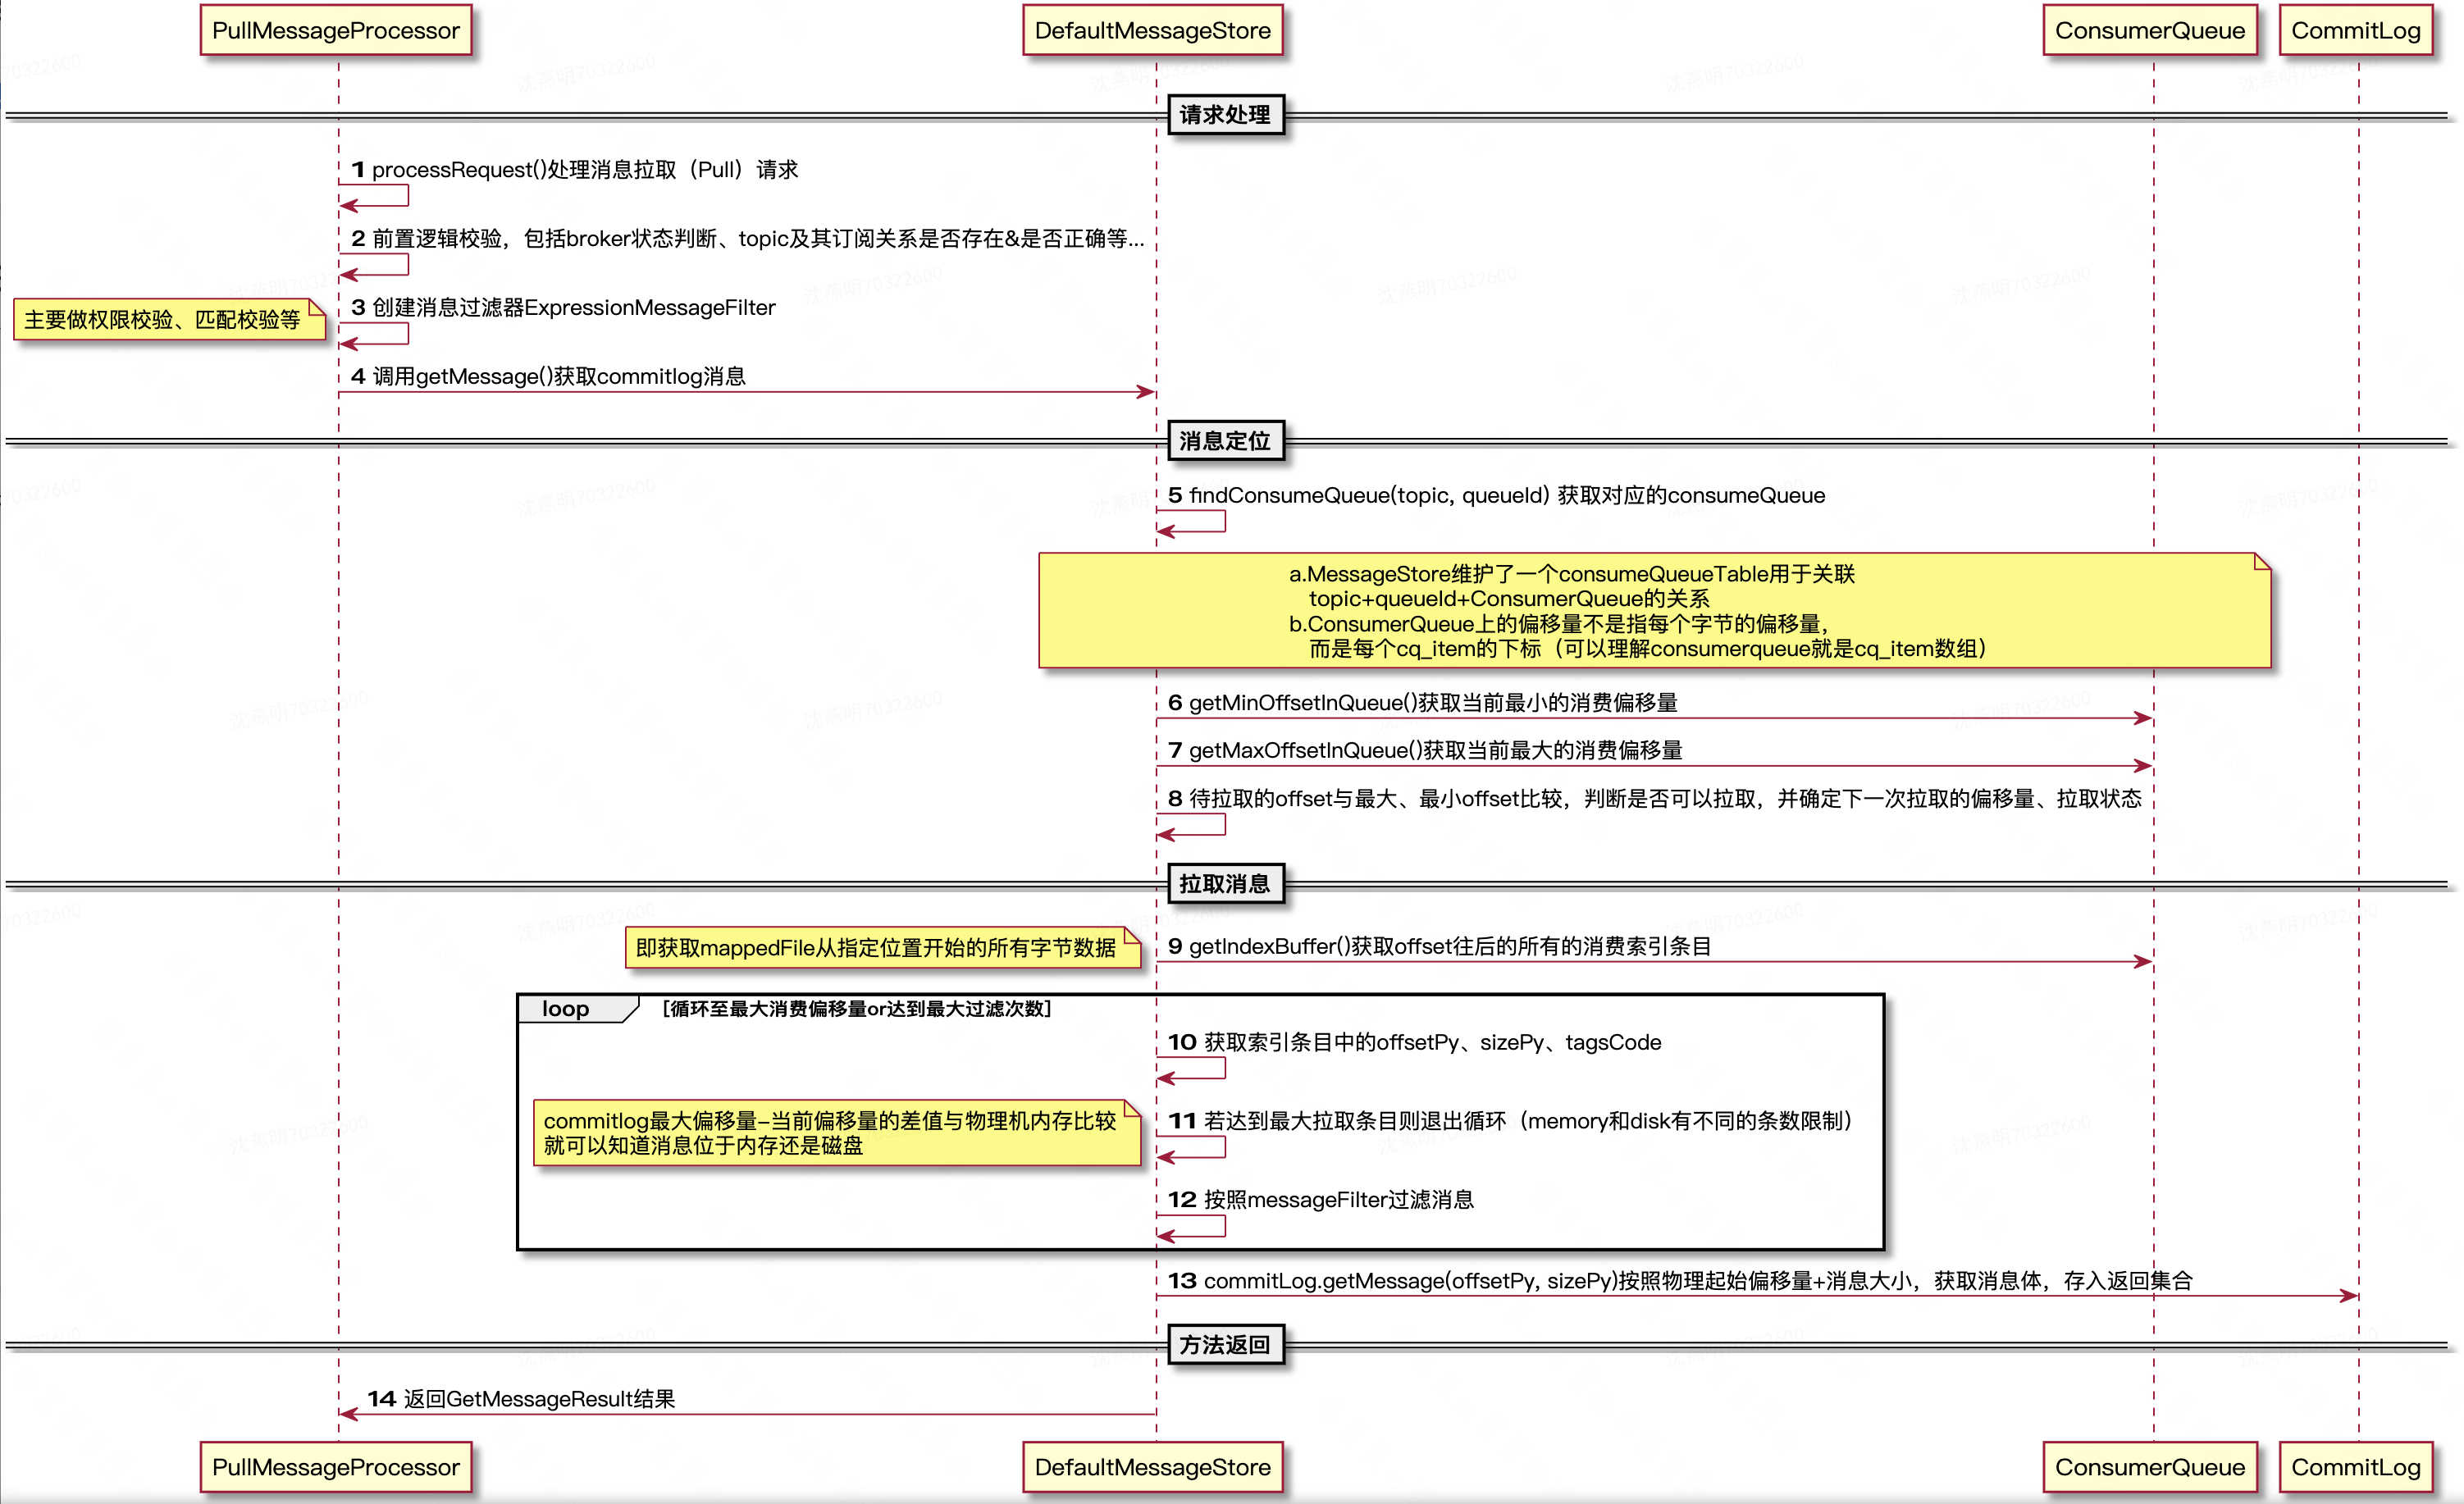 PullMessageProcessor
DefaultMessageStore
ConsumerQueue
CommitLog
请求处理
1 processRequest()处理消息拉取（Pull）请求
2 前置逻辑校验，包括broker状态判断、topic及其订阅关系是否存在&是否正确等...
主要做权限校验、匹配校验等
3 创建消息过滤器ExpressionMessageFilter
4 调用getMessage()获取commitlog消息
消息定位
5 findConsumeQueue(topic, queueId) 获取对应的consumeQueue
a.MessageStore维护了一个consumeQueueTable用于关联
topic+queueId+ConsumerQueue的关系
b.ConsumerQueue上的偏移量不是指每个字节的偏移量，
而是每个cq_item的下标（可以理解consumerqueue就是cq_item数组）
6 getMinOffsetInQueue()获取当前最小的消费偏移量
7 getMaxOffsetInQueue()获取当前最大的消费偏移量
8 待拉取的offset与最大、最小offset比较，判断是否可以拉取，并确定下一次拉取的偏移量、拉取状态
拉取消息
即获取mappedFile从指定位置开始的所有字节数据
9 getIndexBuffer()获取offset往后的所有的消费索引条目
loop [循环至最大消费偏移量or达到最大过滤次数]
10 获取索引条目中的offsetPy、sizePy、tagsCode
commitlog最大偏移量-当前偏移量的差值与物理机内存比较
就可以知道消息位于内存还是磁盘
11 若达到最大拉取条目则退出循环（memory和disk有不同的条数限制）
12 按照messageFilter过滤消息
13 commitLog.getMessage(offsetPy, sizePy)按照物理起始偏移量+消息大小，获取消息体，存入返回集合
方法返回
14 返回GetMessageResult结果
PullMessageProcessor
DefaultMessageStore
ConsumerQueue
CommitLog
沈燕明70322600